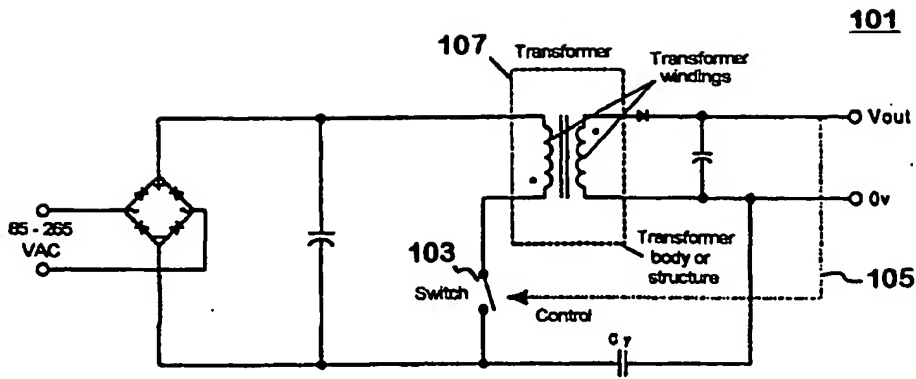 101
107
Transformer
Transformer
windings
Vout
0v
85 - 265
VAC
103
Switch
Control
Transformer
body or
structure
105
Cy